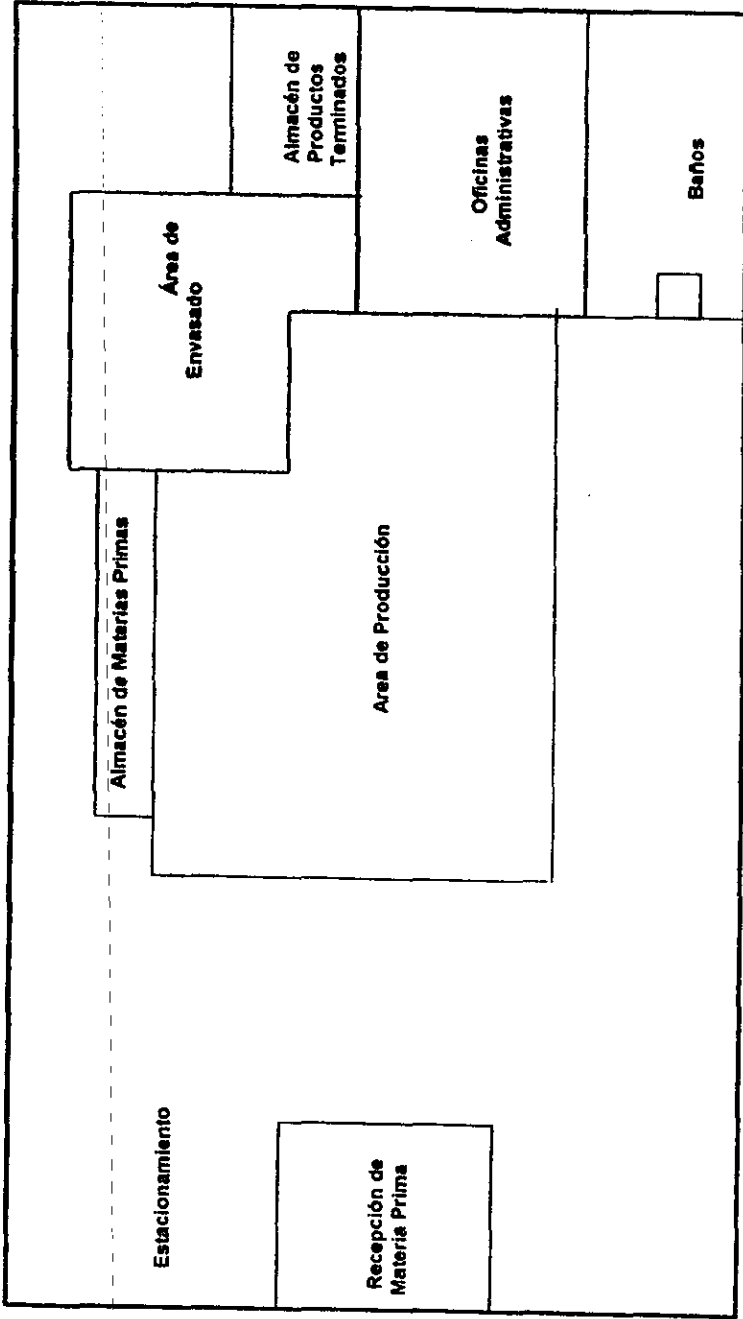 Almacén de Materias Primas
Estacionamiento
Área de
Envasado
Almacén de
Productos
Terminados
Recepción de
Materia Prima
Area de Producción
Oficinas
Administrativas
Baños